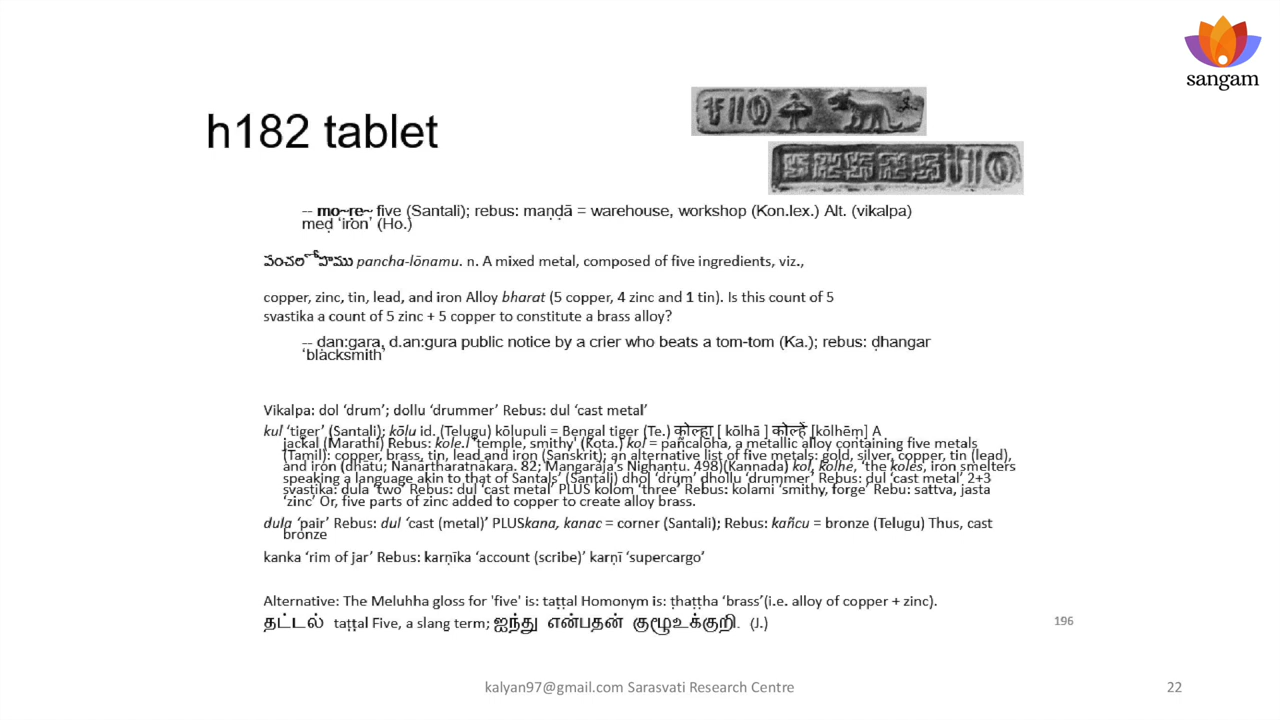 sangam
h182 tablet
-- mo~re~ five (Santali); rebus: maṇḍā = warehouse, workshop (Kon.lex.) Alt. (vikalpa)
meḍ ‘iron’ (Ho.)
pancha-lōnamu. n. A mixed metal, composed of five ingredients, viz.,
copper, zinc, tin, lead, and iron Alloy bharat (5 copper, 4 zinc and 1 tin). Is this count of 5
svastika a count of 5 zinc + 5 copper to constitute a brass alloy?
-- dan:gara, d.an:gura public notice by a crier who beats a tom-tom (Ka.); rebus: ḍhangar
‘blacksmith’
Vikalpa: dol ‘drum’; dollu ‘drummer’ Rebus: dul ‘cast metal’
kul ‘tiger’ (Santali); kōlu id. (Telugu) kōlupuli = Bengal tiger (Te.) कोल्हा [ kōlhā ] कोल्हें [kōlhēm] A
jackal (Marathi) Rebus: kole.l 'temple, smithy' (Kota.) kol = pañcalōha, a metallic alloy containing five metals
(Tamil): copper, brass, tin, lead and iron (Sanskrit); an alternative list of five metals: gold, silver, copper, tin (lead),
and iron (dhātu; Nānārtharatnākara. 82; Mangarāja’s Nighaṇṭu. 498)(Kannada) kol, kolhe, ‘the koles, iron smelters
speaking a language akin to that of Santals’ (Santali) dhol ‘drum’ dhollu ‘drummer’ Rebus: dul ‘cast metal’ 2+3
svastika: dula ‘two’ Rebus: dul ‘cast metal’ PLUS kolom ‘three’ Rebus: kolami ‘smithy, forge’ Rebu: sattva, jasta
‘zinc’ Or, five parts of zinc added to copper to create alloy brass.
dula ‘pair’ Rebus: dul ‘cast (metal)’ PLUSkana, kanac = corner (Santali); Rebus: kañcu = bronze (Telugu) Thus, cast
bronze
kanka ‘rim of jar’ Rebus: karṇīka ‘account (scribe)’ karṇī ‘supercargo’
Alternative: The Meluhha gloss for 'five' is: taṭṭal Homonym is: ṭhaṭṭha ‘brass’(i.e. alloy of copper + zinc).
தட்டல் taṭṭal Five, a slang term; ஐந்து என்பதன் குழூஉக்குறி. (J.)
196
kalyan97@gmail.com Sarasvati Research Centre
22